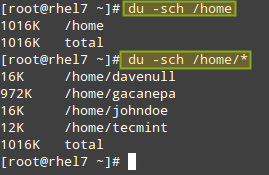 [root@rhel7 ~]# du -sch /home
1016K /home
1016K total
[root@rhel7 ~]# du -sch /home/*
16K /home/davenull
972K /home/gacanepa
16K /home/johndoe
12K /home/tecmint
1016K total
[root@rhel7 ~]#